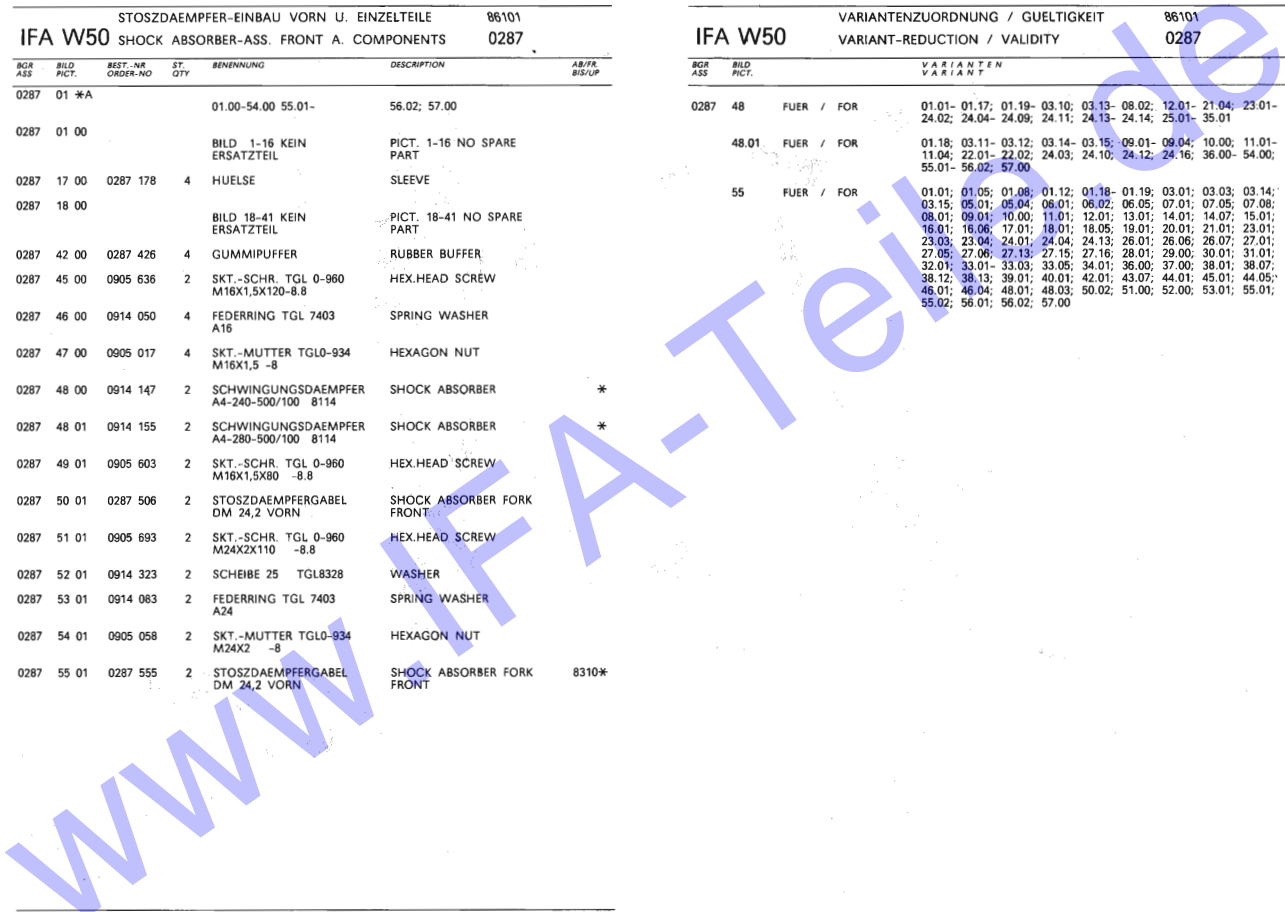 STOSZDAEMPFER-EINBAU VORN U. EINZELTEILE 86101
IFA W50 SHOCK ABSORBER-ASS. FRONT A. COMPONENTS 0287
BGR BILD BEST.-NR ST. BENENNUNG DESCRIPTION AB/FR.
ASS PICT. ORDER-NO QTY BIS/UP
0287 01 *A
01.00-54.00 55.01- 56.02; 57.00
0287 01 00
BILD 1-16 KEIN PICT. 1-16 NO SPARE
ERSATZTEIL PART
0287 17 00 0287 178 4 HUELSE SLEEVE
0287 18 00
BILD 18-41 KEIN PICT. 18-41 NO SPARE
ERSATZTEIL PART
0287 42 00 0287 426 4 GUMMIPUFFER RUBBER BUFFER
0287 45 00 0905 636 2 SKT.-SCHR. TGL 0-960 HEX.HEAD SCREW
M16X1,5X120-8.8
0287 46 00 0914 050 4 FEDERRING TGL 7403 SPRING WASHER
A16
0287 47 00 0905 017 4 SKT.-MUTTER TGL0-934 HEXAGON NUT
M16X1,5 -8
0287 48 00 0914 147 2 SCHWINGUNGSDAEMPFER SHOCK ABSORBER *
A4-240-500/100 8114
0287 48 01 0914 155 2 SCHWINGUNGSDAEMPFER SHOCK ABSORBER *
A4-280-500/100 8114
0287 49 01 0905 603 2 SKT.-SCHR. TGL 0-960 HEX.HEAD SCREW
M16X1,5X80 -8.8
0287 50 01 0287 506 2 STOSZDAEMPFERGABEL SHOCK ABSORBER FORK
DM 24,2 VORN FRONT
0287 51 01 0905 693 2 SKT.-SCHR. TGL 0-960 HEX.HEAD SCREW
M24X2X110 -8.8
0287 52 01 0914 323 2 SCHEIBE 25 TGL8328 WASHER
0287 53 01 0914 083 2 FEDERRING TGL 7403 SPRING WASHER
A24
0287 54 01 0905 058 2 SKT.-MUTTER TGL0-934 HEXAGON NUT
M24X2 -8
0287 55 01 0287 555 2 STOSZDAEMPFERGABEL SHOCK ABSORBER FORK 8310*
DM 24,2 VORN FRONT
VARIANTENZUORDNUNG / GUELTIGKEIT 86101
IFA W50 VARIANT-REDUCTION / VALIDITY 0287
BGR BILD VARIANTEN
ASS PICT. VARIANT
0287 48 FUER / FOR 01.01- 01.17; 01.19- 03.10; 03.13- 08.02; 12.01- 21.04; 23.01-
24.02; 24.04- 24.09; 24.11; 24.13- 24.14; 25.01- 35.01
48.01 FUER / FOR 01.18; 03.11- 03.12; 03.14- 03.15; 09.01- 09.04; 10.00; 11.01-
11.04; 22.01- 22.02; 24.03; 24.10; 24.12; 24.16; 36.00- 54.00;
55.01- 56.02; 57.00
55 FUER / FOR 01.01; 01.05; 01.08; 01.12; 01.18- 01.19; 03.01; 03.03; 03.14;
03.15; 05.01; 05.04; 06.01; 06.02; 06.05; 07.01; 07.05; 07.08;
08.01; 09.01; 10.00; 11.01; 12.01; 13.01; 14.01; 14.07; 15.01;
16.01; 16.06; 17.01; 18.01; 18.05; 19.01; 20.01; 21.01; 23.01;
23.03; 23.04; 24.01; 24.04; 24.13; 26.01; 26.06; 26.07; 27.01;
27.05; 27.06; 27.13; 27.15; 27.16; 28.01; 29.00; 30.01; 31.01;
32.01; 33.01- 33.03; 33.05; 34.01; 36.00; 37.00; 38.01; 38.07;
38.12; 38.13; 39.01; 40.01; 42.01; 43.07; 44.01; 45.01; 44.05;
46.01; 46.04; 48.01; 48.03; 50.02; 51.00; 52.00; 53.01; 55.01;
55.02; 56.01; 56.02; 57.00
www.IFA-Teile.de